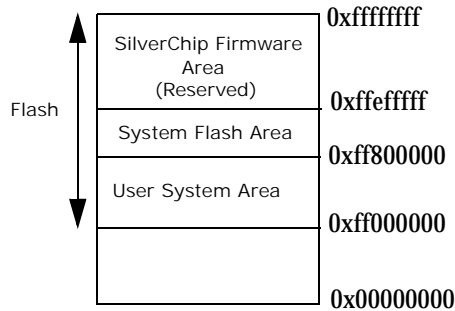 0xffffffff
SilverChip Firmware
Area
(Reserved)
0xffefffff
Flash
System Flash Area
0xff800000
User System Area
0xff000000
0x00000000